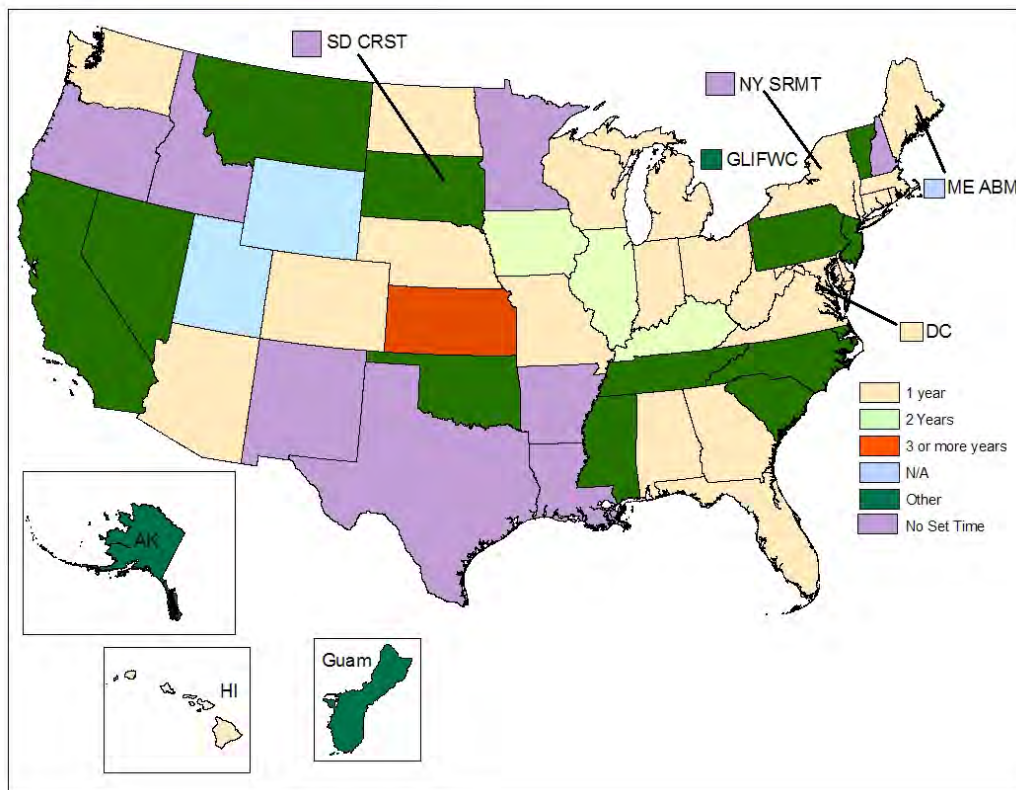 SD CRST
NY SRMT
GLIFWC
ME ABM
DC
1 year
2 Years
3 or more years
N/A
Other
No Set Time
AK
HI
Guam